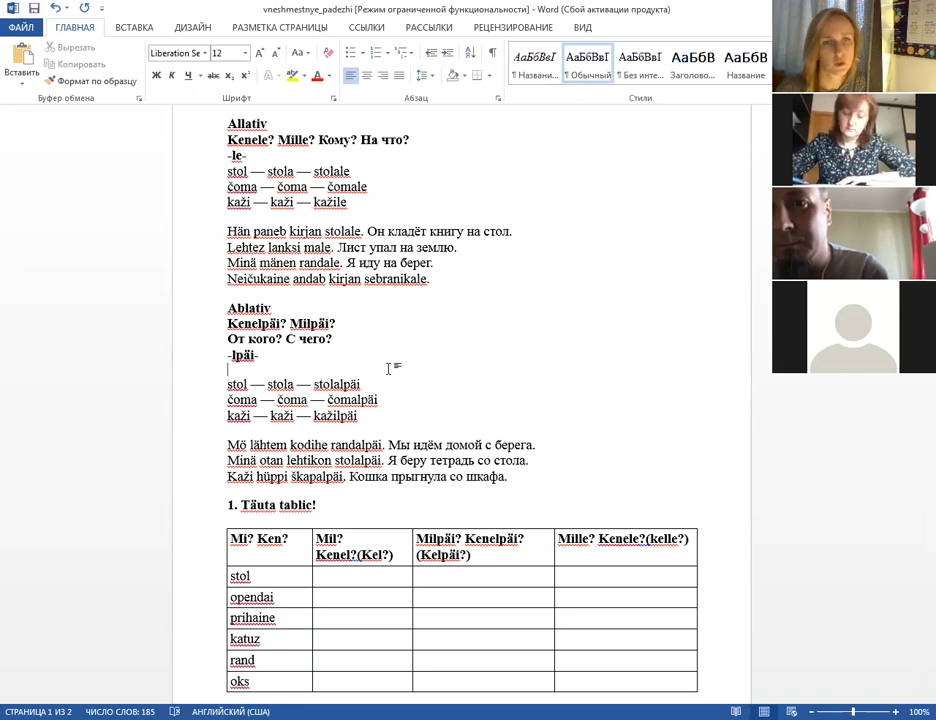 vneshmestnye_padezhi [Режим ограниченной функциональности] - Word (Сбой активации продукта)
ФАЙЛ ГЛАВНАЯ ВСТАВКА ДИЗАЙН РАЗМЕТКА СТРАНИЦЫ ССЫЛКИ РАССЫЛКИ РЕЦЕНЗИРОВАНИЕ ВИД
Вставить
Вырезать
Копировать
Формат по образцу
Буфер обмена
Liberation Se 12
Ж К Ч abc x₂ x²
Шрифт
Абзац
АаБбВвІ АаБбВвІ АаБбВвІ АаБбВ АаБбВ
¶ Названи... ¶ Обычный ¶ Без инте... Заголово... Название
Стили
Allativ
Kenele? Mille? Кому? На что?
-le-
stol — stola — stolale
čoma — čoma — čomale
kaži — kaži — kažile
Hän paneb kirjan stolale. Он кладёт книгу на стол.
Lehtez lanksi male. Лист упал на землю.
Minä mänen randale. Я иду на берег.
Neičukaine andab kirjan sebranikale.
Ablativ
Kenelpäi? Milpäi?
От кого? С чего?
-lpäi-
stol — stola — stolalpäi
čoma — čoma — čomalpäi
kaži — kaži — kažilpäi
Mö lähtem kodihe randalpäi. Мы идём домой с берега.
Minä otan lehtikon stolalpäi. Я беру тетрадь со стола.
Kaži hüppi škapalpäi. Кошка прыгнула со шкафа.
1. Täuta tablic!
Mi? Ken? Mil? Kenel?(Kel?) Milpäi? Kenelpäi? (Kelpäi?) Mille? Kenele?(kelle?)
stol
opendai
prihaine
katuz
rand
oks
СТРАНИЦА 1 ИЗ 2 ЧИСЛО СЛОВ: 185 АНГЛИЙСКИЙ (США) 100%